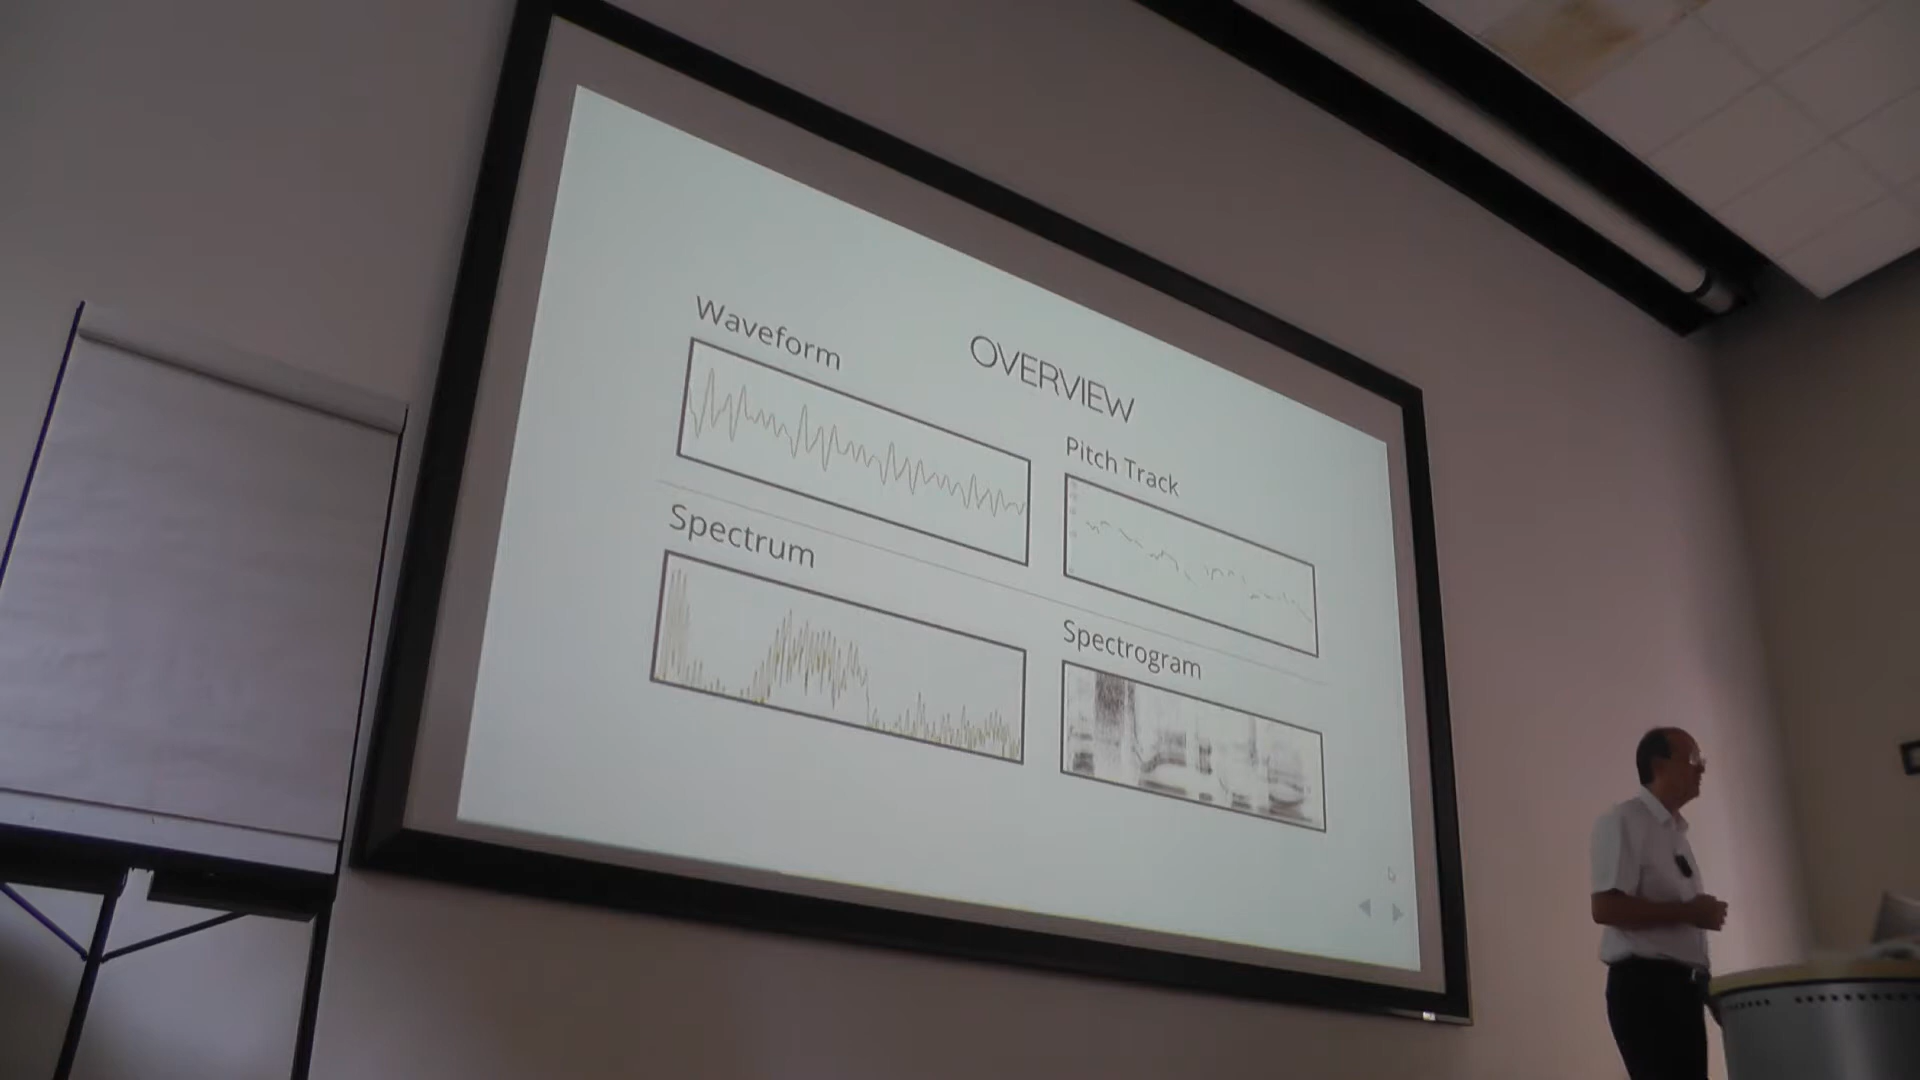 OVERVIEW
Waveform
Pitch Track
Spectrum
Spectrogram